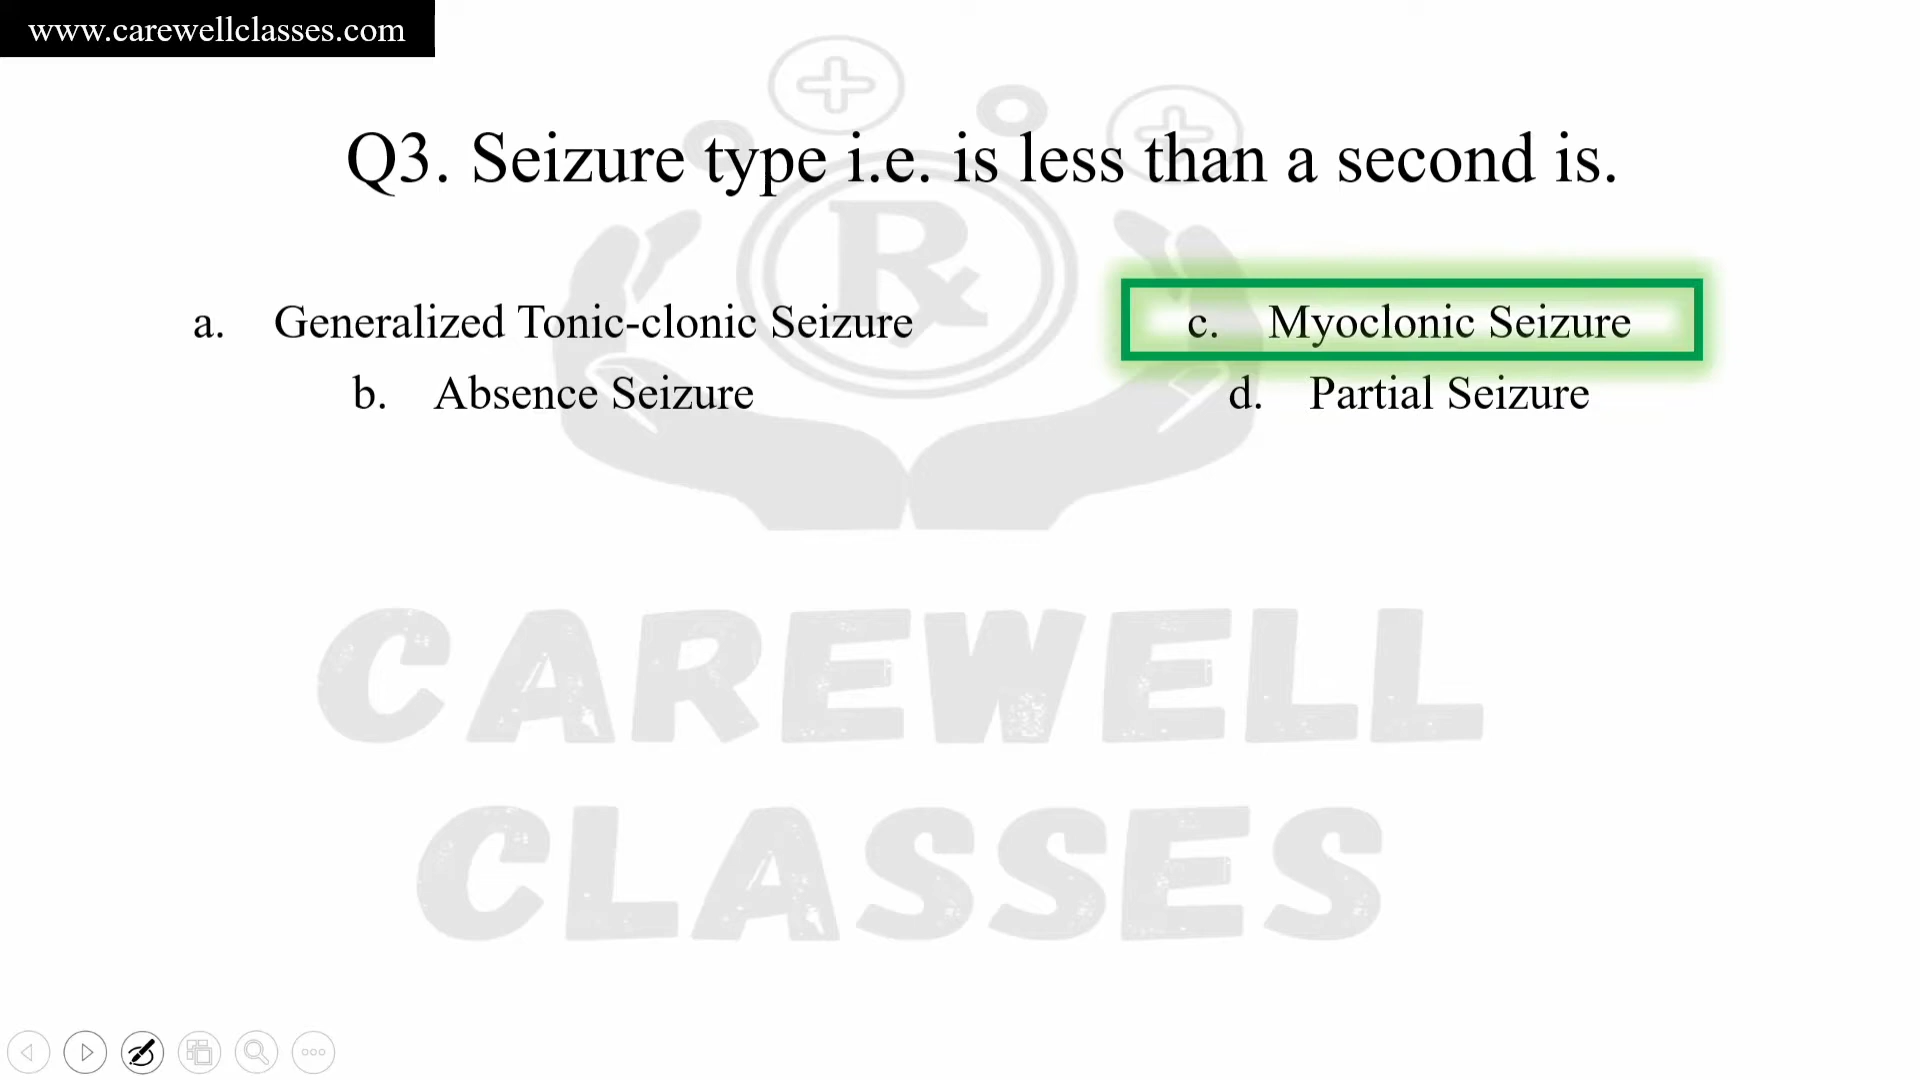 www.carewellclasses.com
Q3. Seizure type i.e. is less than a second is.
a. Generalized Tonic-clonic Seizure
b. Absence Seizure
c. Myoclonic Seizure
d. Partial Seizure
Rx
CAREWELL
CLASSES